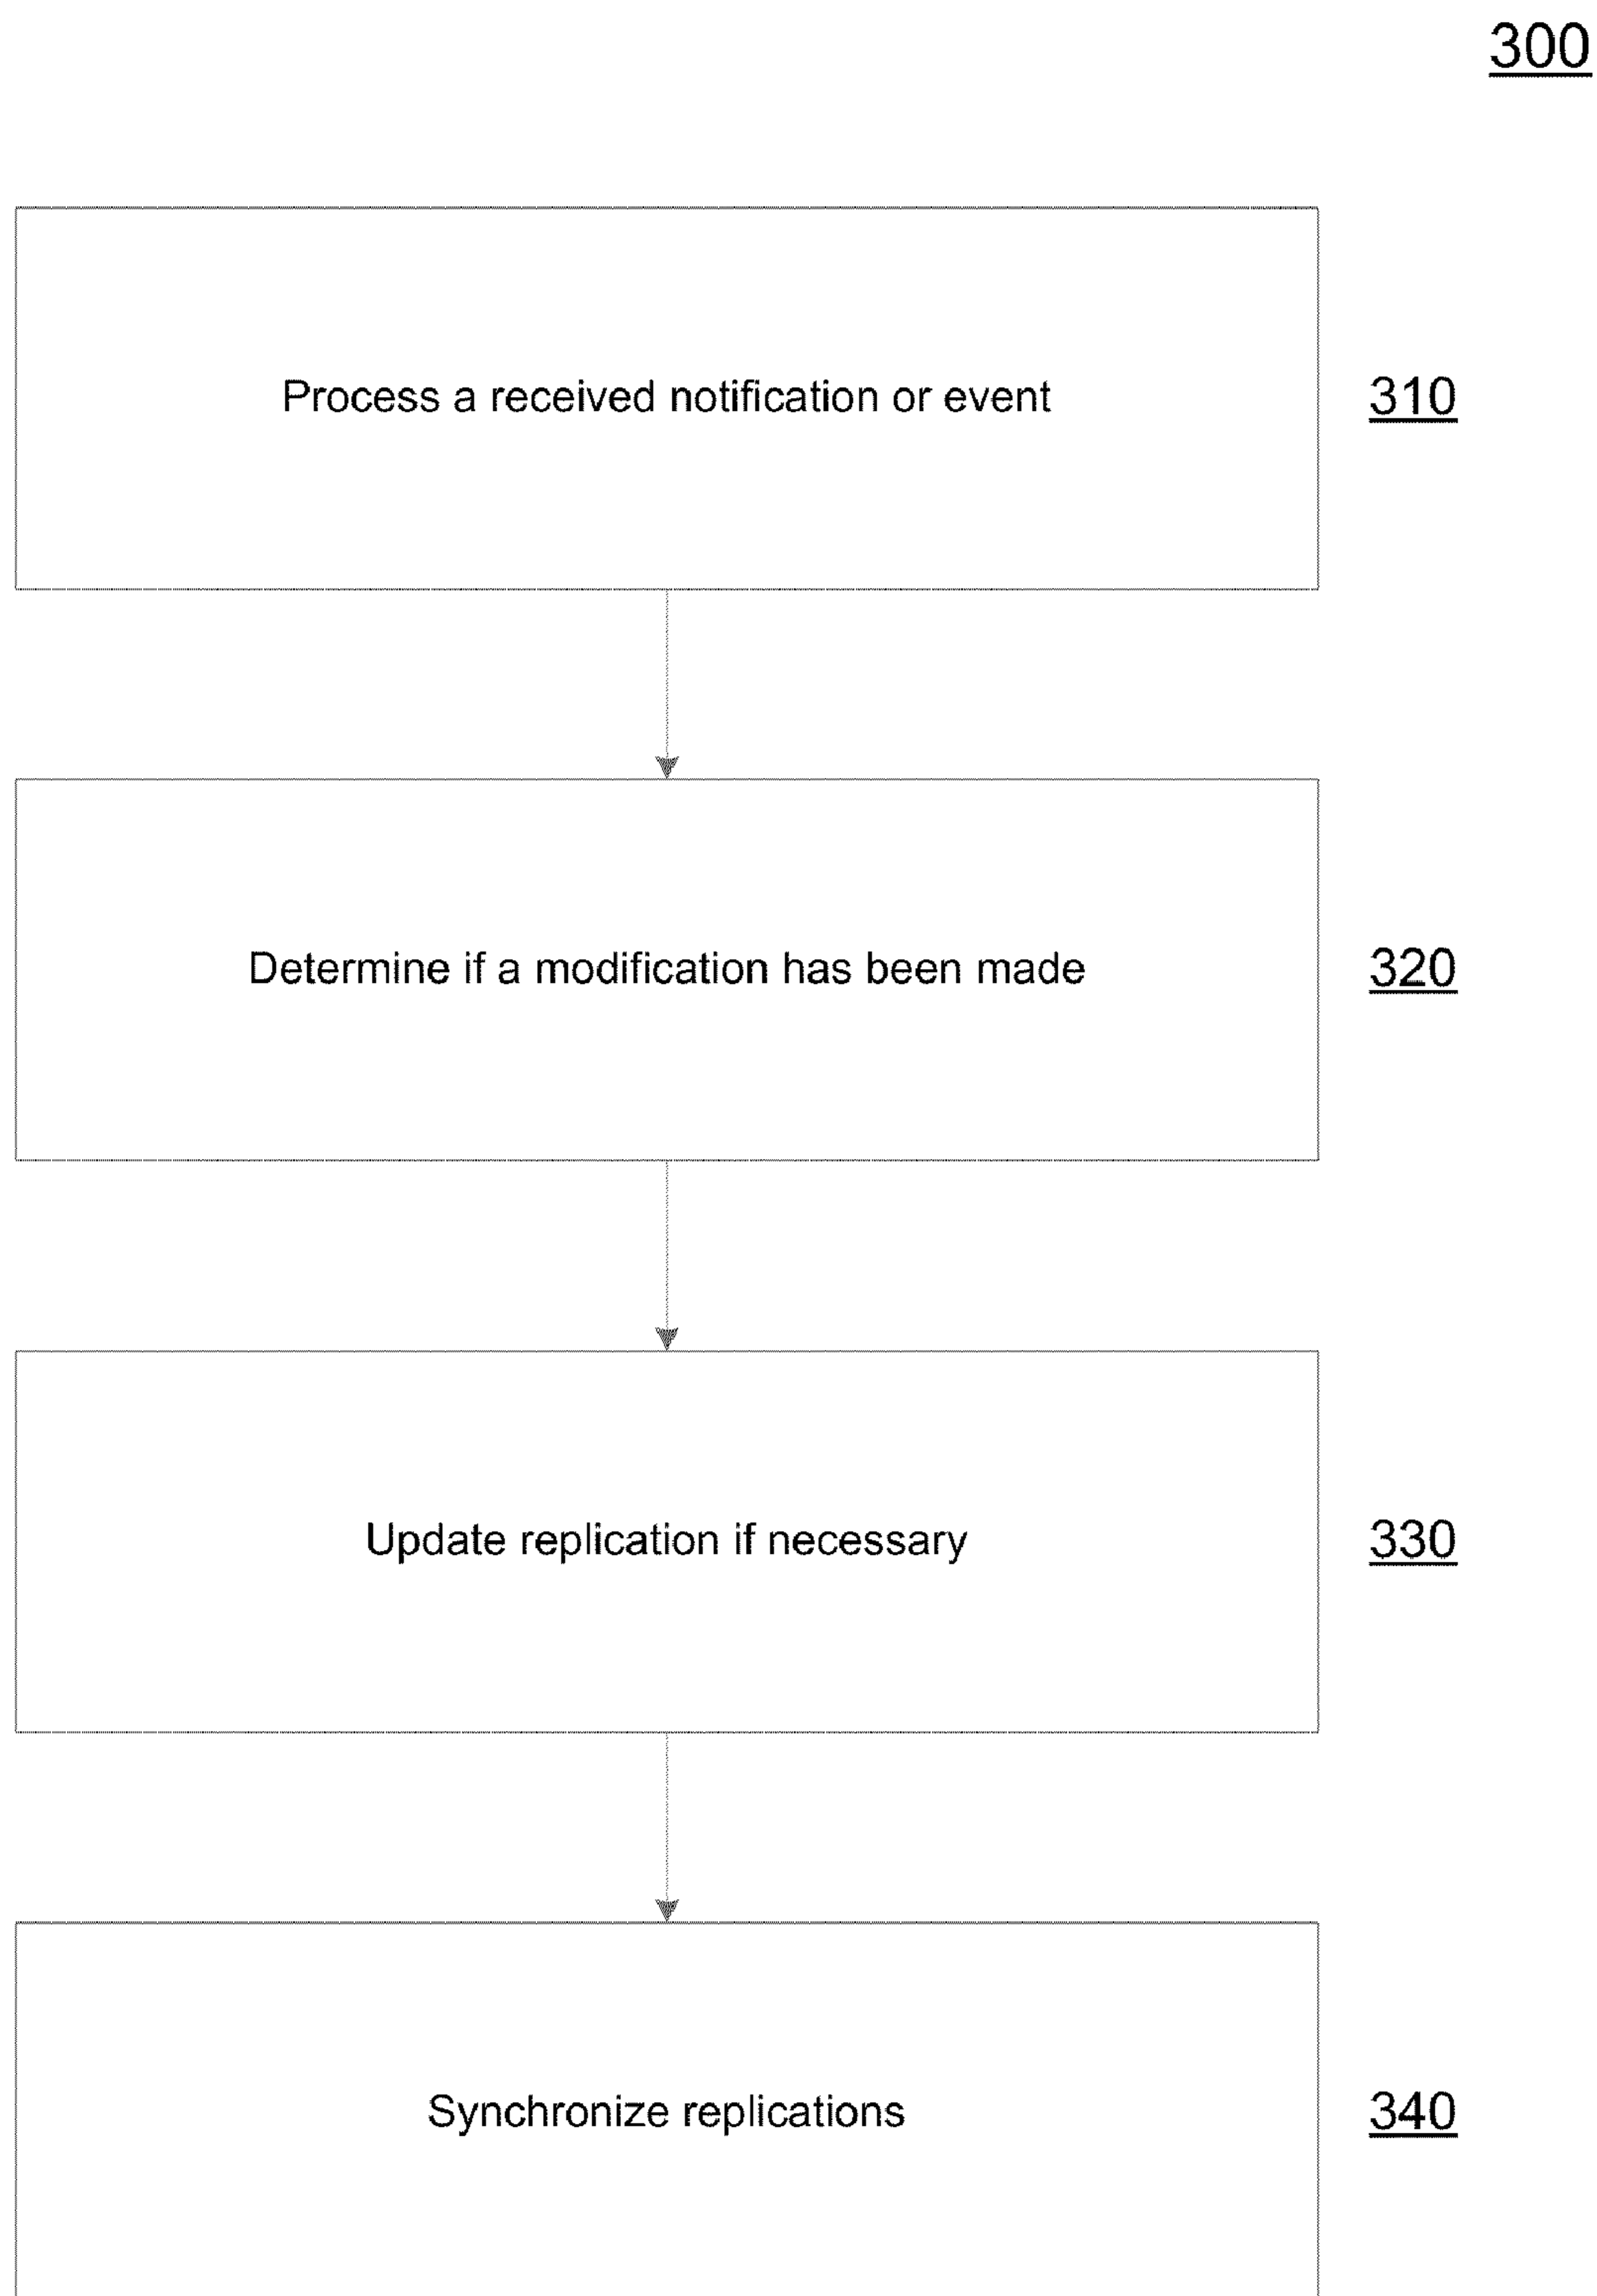 300
Process a received notification or event
310
Determine if a modification has been made
320
Update replication if necessary
330
Synchronize replications
340